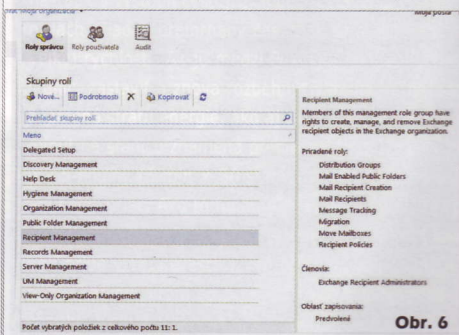 Moja organizácia
Moja pošta
Roly správcu
Roly používateľa
Audit
Skupiny rolí
Nové...
Podrobnosti
Kopírovať
Prehľadať skupiny rolí
Meno
Delegated Setup
Discovery Management
Help Desk
Hygiene Management
Organization Management
Public Folder Management
Recipient Management
Records Management
Server Management
UM Management
View-Only Organization Management
Počet vybratých položiek z celkového počtu 11: 1.
Recipient Management
Members of this management role group have
rights to create, manage, and remove Exchange
recipient objects in the Exchange organization.
Priradené roly:
Distribution Groups
Mail Enabled Public Folders
Mail Recipient Creation
Mail Recipients
Message Tracking
Migration
Move Mailboxes
Recipient Policies
Členovia:
Exchange Recipient Administrators
Oblasť zapisovania:
Predvolení
Obr. 6